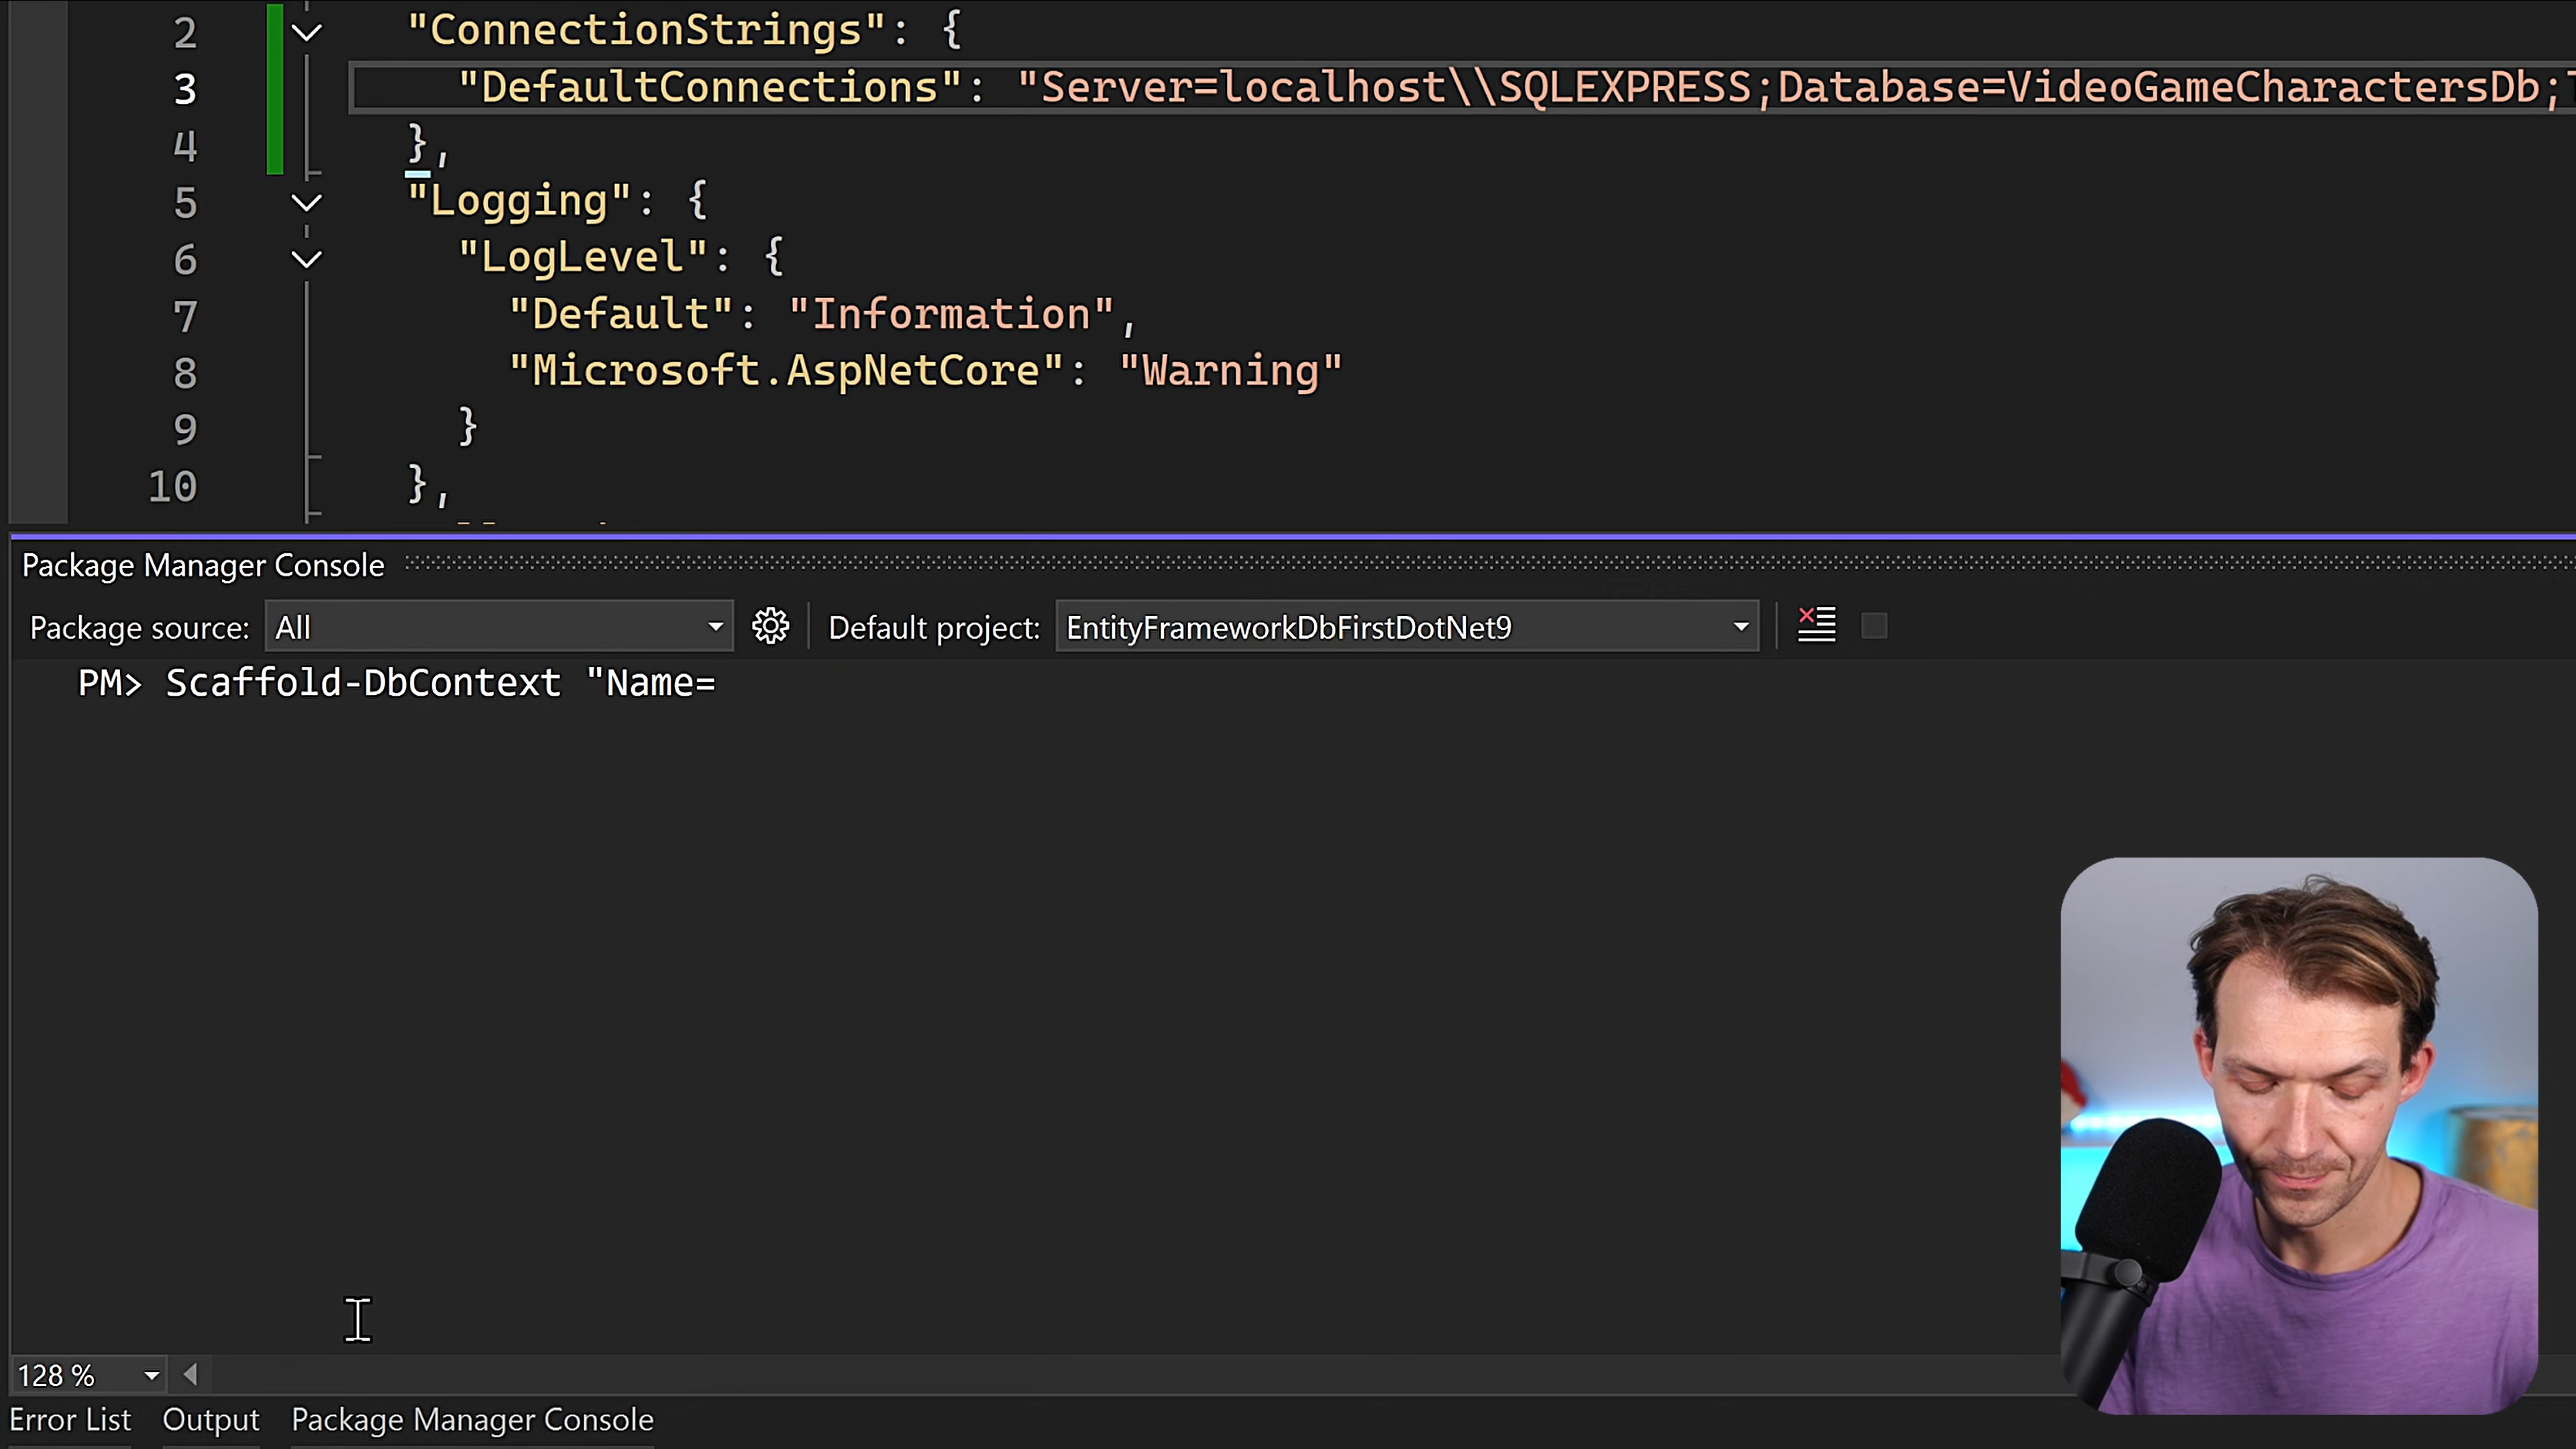 2 "ConnectionStrings": {
3 "DefaultConnections": "Server=localhost\\SQLEXPRESS;Database=VideoGameCharactersDb;
4 },
5 "Logging": {
6 "LogLevel": {
7 "Default": "Information",
8 "Microsoft.AspNetCore": "Warning"
9 }
10 },
Package Manager Console
Package source: All Default project: EntityFrameworkDbFirstDotNet9
PM> Scaffold-DbContext "Name=
128 %
Error List Output Package Manager Console